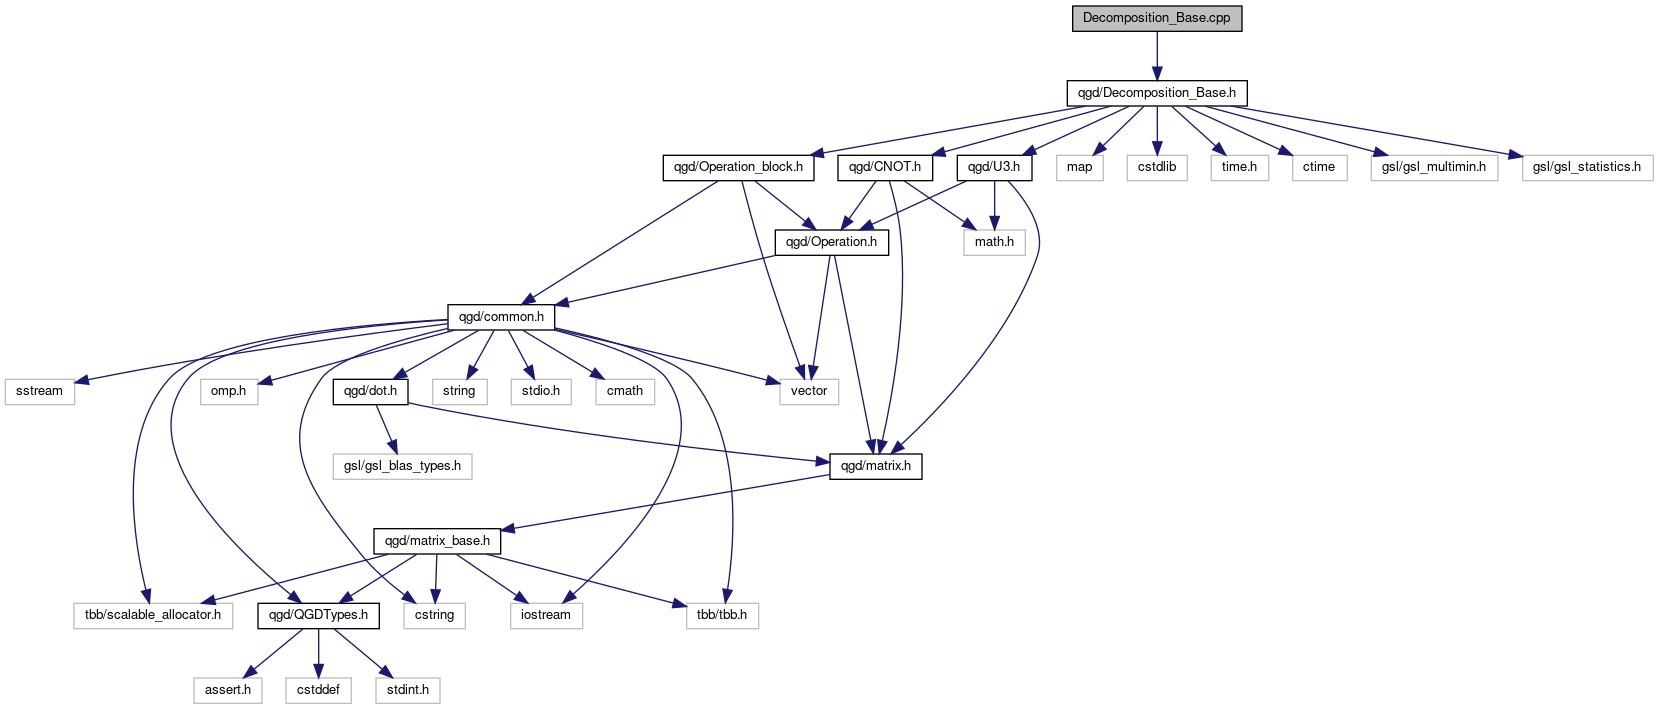 Decomposition_Base.cpp
qgd/Decomposition_Base.h
qgd/Operation_block.h
qgd/CNOT.h
qgd/U3.h
map
cstdlib
time.h
ctime
gsl/gsl_multimin.h
gsl/gsl_statistics.h
qgd/Operation.h
math.h
qgd/common.h
sstream
omp.h
qgd/dot.h
string
stdio.h
cmath
vector
gsl/gsl_blas_types.h
qgd/matrix.h
qgd/matrix_base.h
tbb/scalable_allocator.h
qgd/QGDTypes.h
cstring
iostream
tbb/tbb.h
assert.h
cstddef
stdint.h